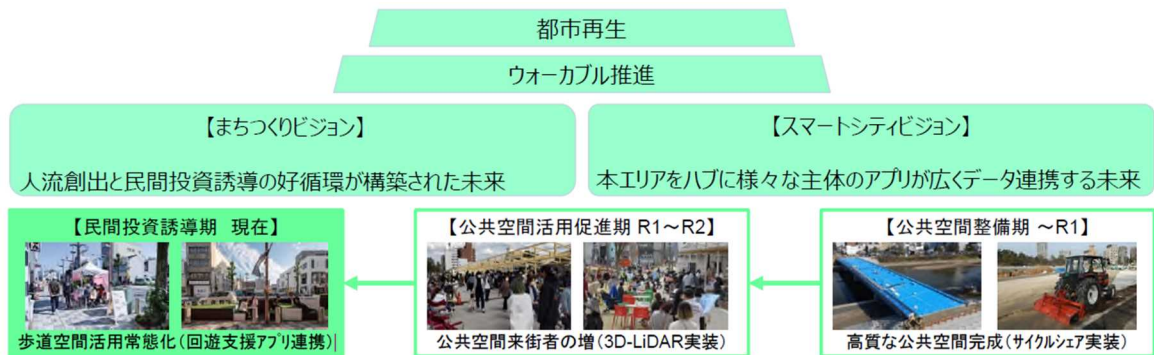 都市再生
ウォーカブル推進
【まちつくりビジョン】
人流創出と民間投資誘導の好循環が構築された未来
【スマートシティビジョン】
本エリアをハブに様々な主体のアプリが広くデータ連携する未来
【民間投資誘導期 現在】
歩道空間活用常態化(回遊支援アプリ連携)
【公共空間活用促進期 R1～R2】
公共空間来街者の増(3D-LiDAR実装)
【公共空間整備期 ～R1】
高質な公共空間完成(サイクルシェア実装)